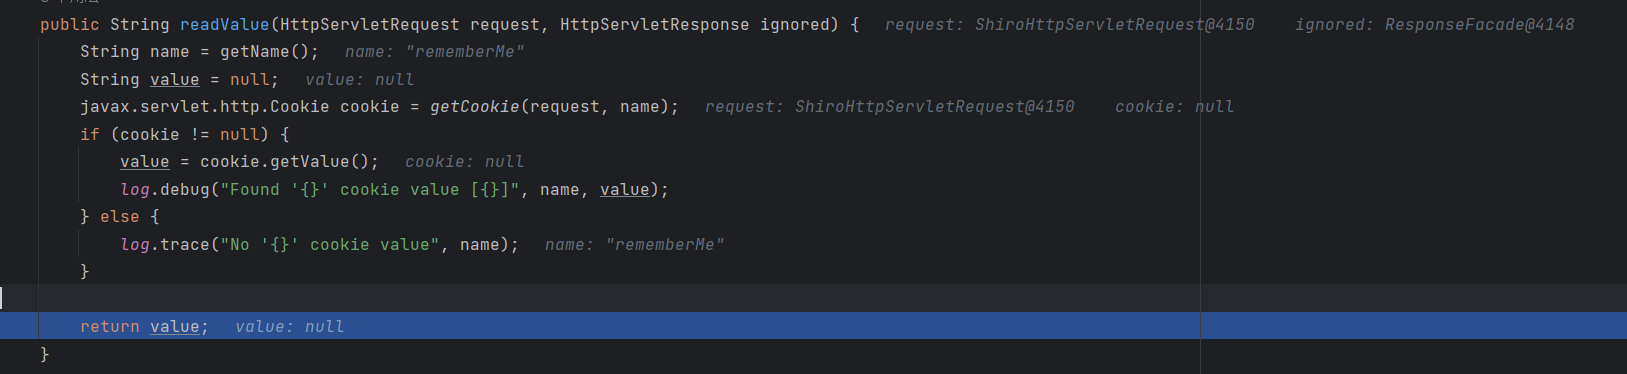 public String readValue(HttpServletRequest request, HttpServletResponse ignored) {   request: ShiroHttpServletRequest@4150    ignored: ResponseFacade@4148
    String name = getName();   name: "rememberMe"
    String value = null;   value: null
    javax.servlet.http.Cookie cookie = getCookie(request, name);   request: ShiroHttpServletRequest@4150    cookie: null
    if (cookie != null) {
        value = cookie.getValue();   cookie: null
        log.debug("Found '{}' cookie value [{}]", name, value);
    } else {
        log.trace("No '{}' cookie value", name);   name: "rememberMe"
    }
    return value;   value: null
}